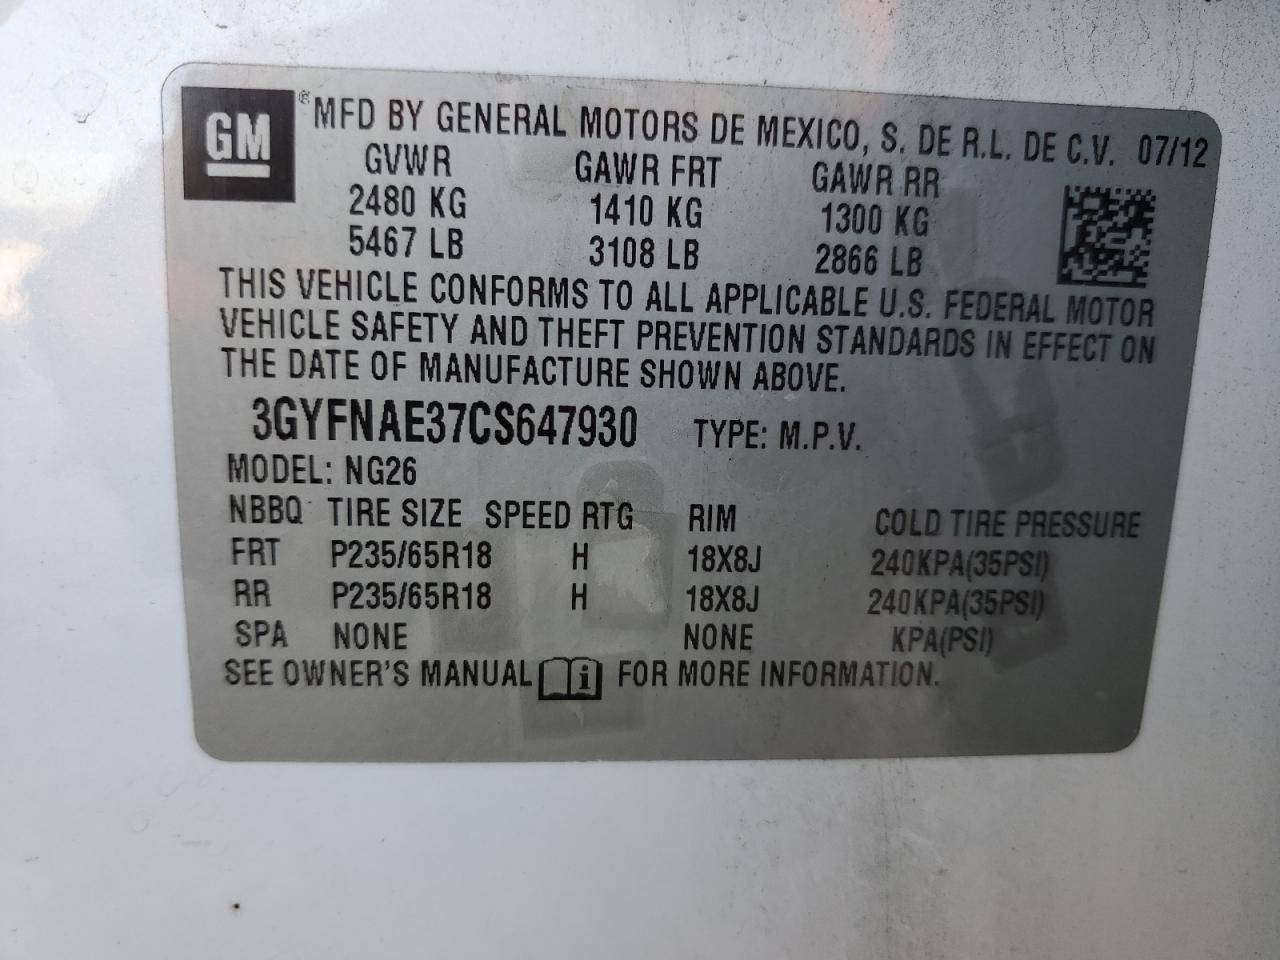 GM ® MFD BY GENERAL MOTORS DE MEXICO, S. DE R.L. DE C.V. 07/12
GVWR GAWR FRT GAWR RR
2480 KG 1410 KG 1300 KG
5467 LB 3108 LB 2866 LB
THIS VEHICLE CONFORMS TO ALL APPLICABLE U.S. FEDERAL MOTOR
VEHICLE SAFETY AND THEFT PREVENTION STANDARDS IN EFFECT ON
THE DATE OF MANUFACTURE SHOWN ABOVE.
3GYFNAE37CS647930 TYPE: M.P.V.
MODEL: NG26
NBBQ TIRE SIZE SPEED RTG RIM COLD TIRE PRESSURE
FRT P235/65R18 H 18X8J 240KPA(35PSI)
RR P235/65R18 H 18X8J 240KPA(35PSI)
SPA NONE NONE KPA(PSI)
SEE OWNER'S MANUAL i FOR MORE INFORMATION.